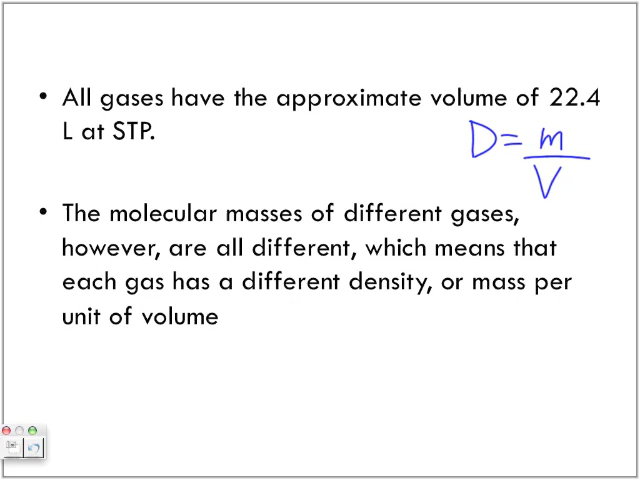 • All gases have the approximate volume of 22.4
L at STP.
D = m
V
• The molecular masses of different gases,
however, are all different, which means that
each gas has a different density, or mass per
unit of volume